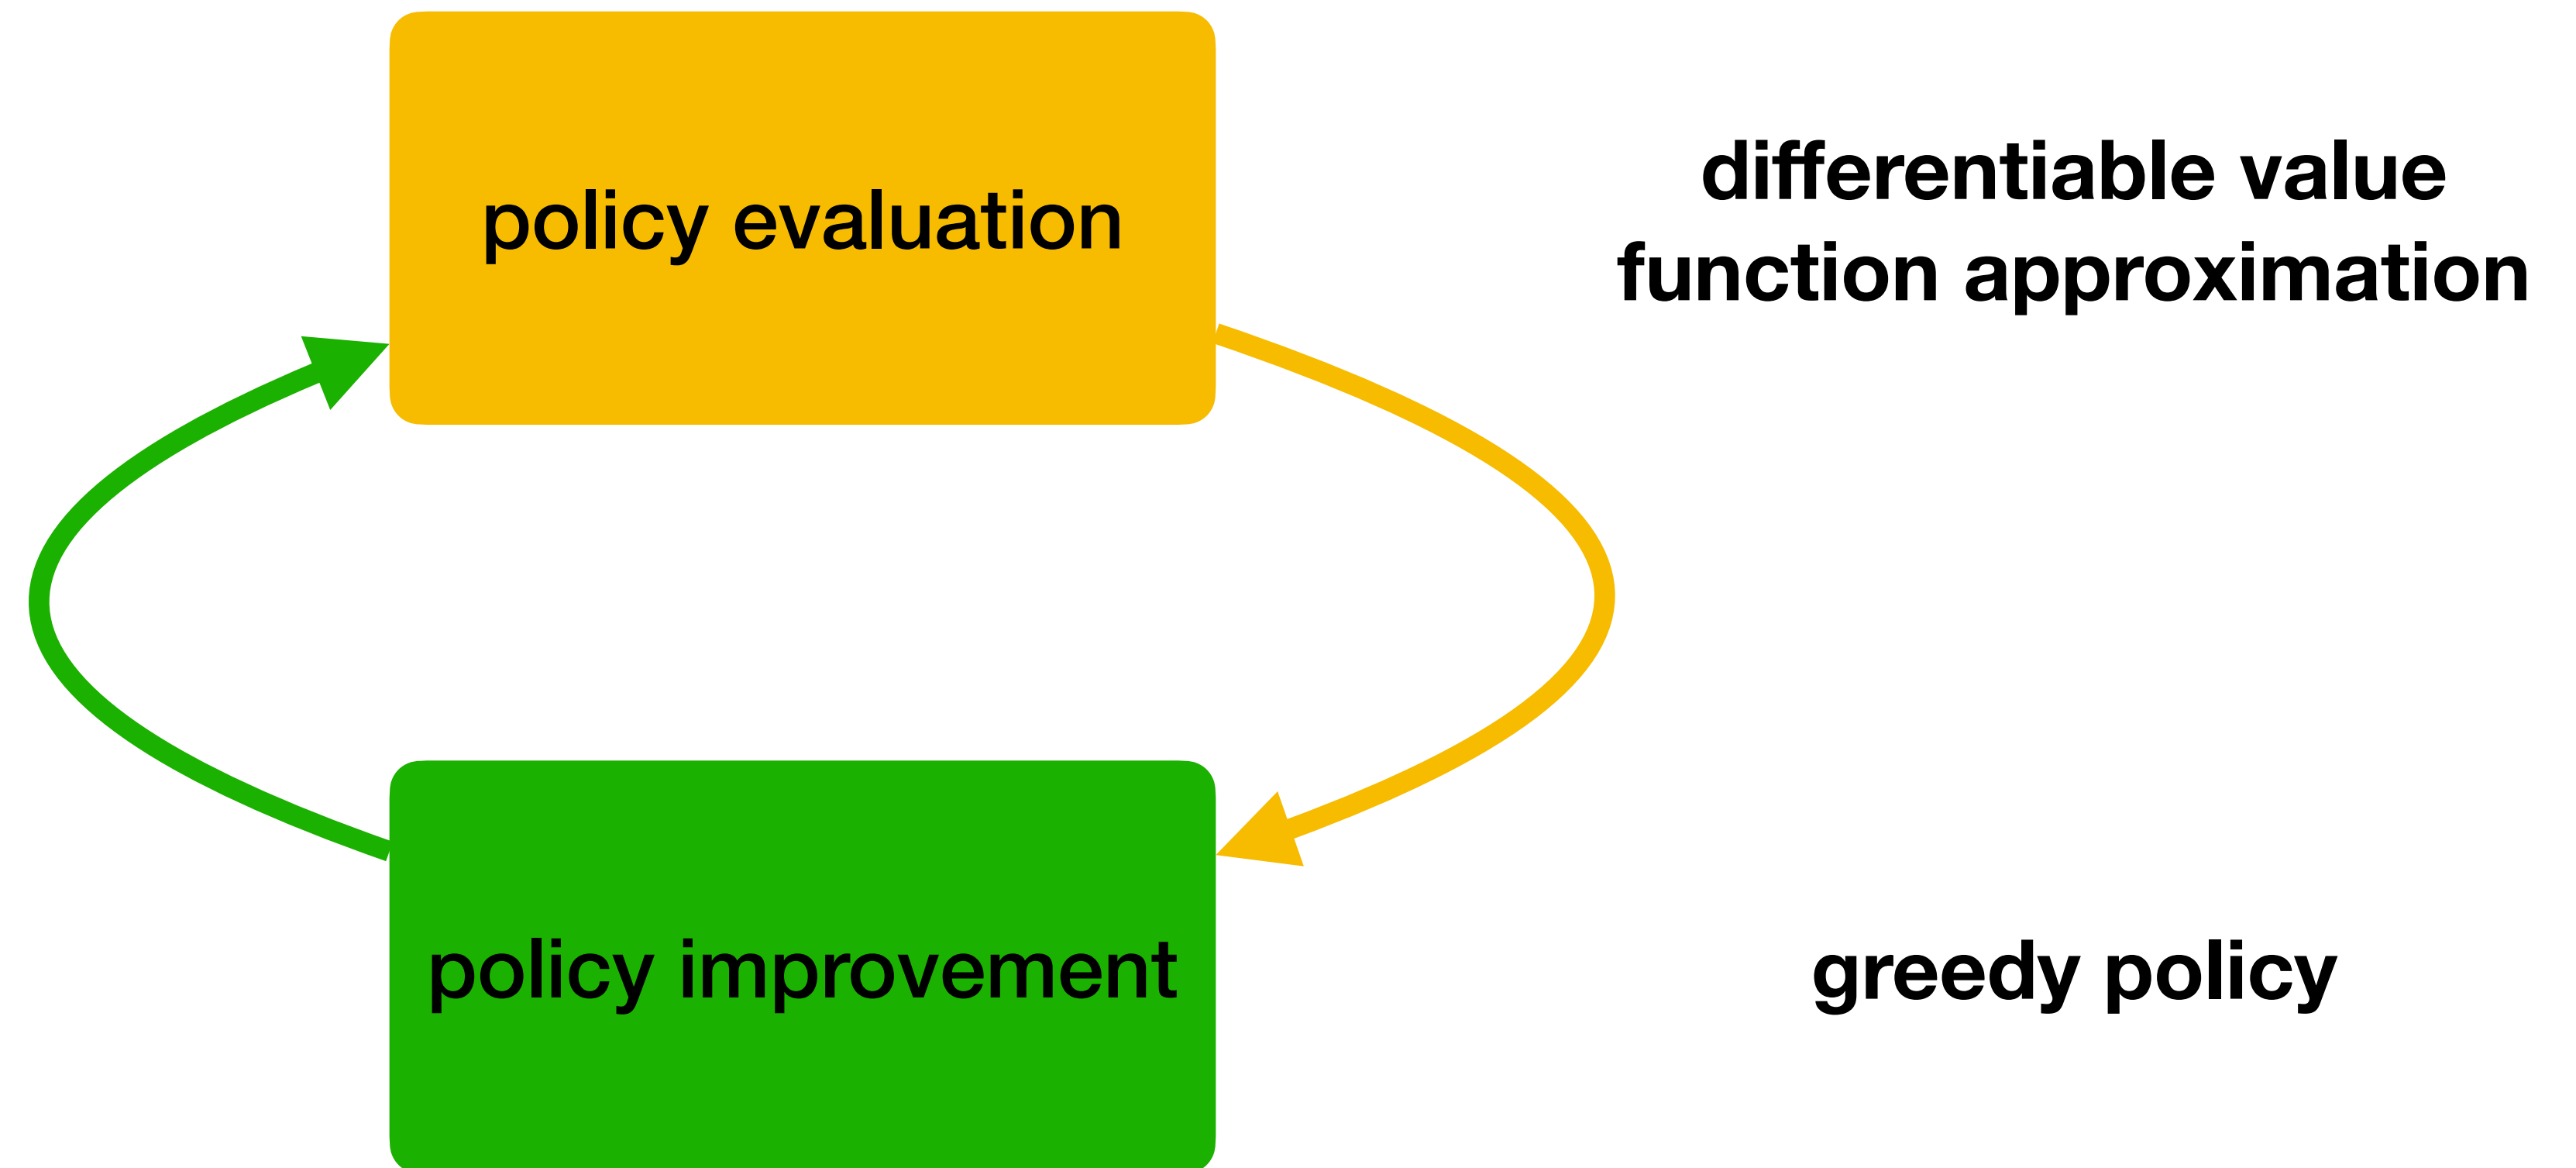 policy evaluation
differentiable value
function approximation
policy improvement
greedy policy